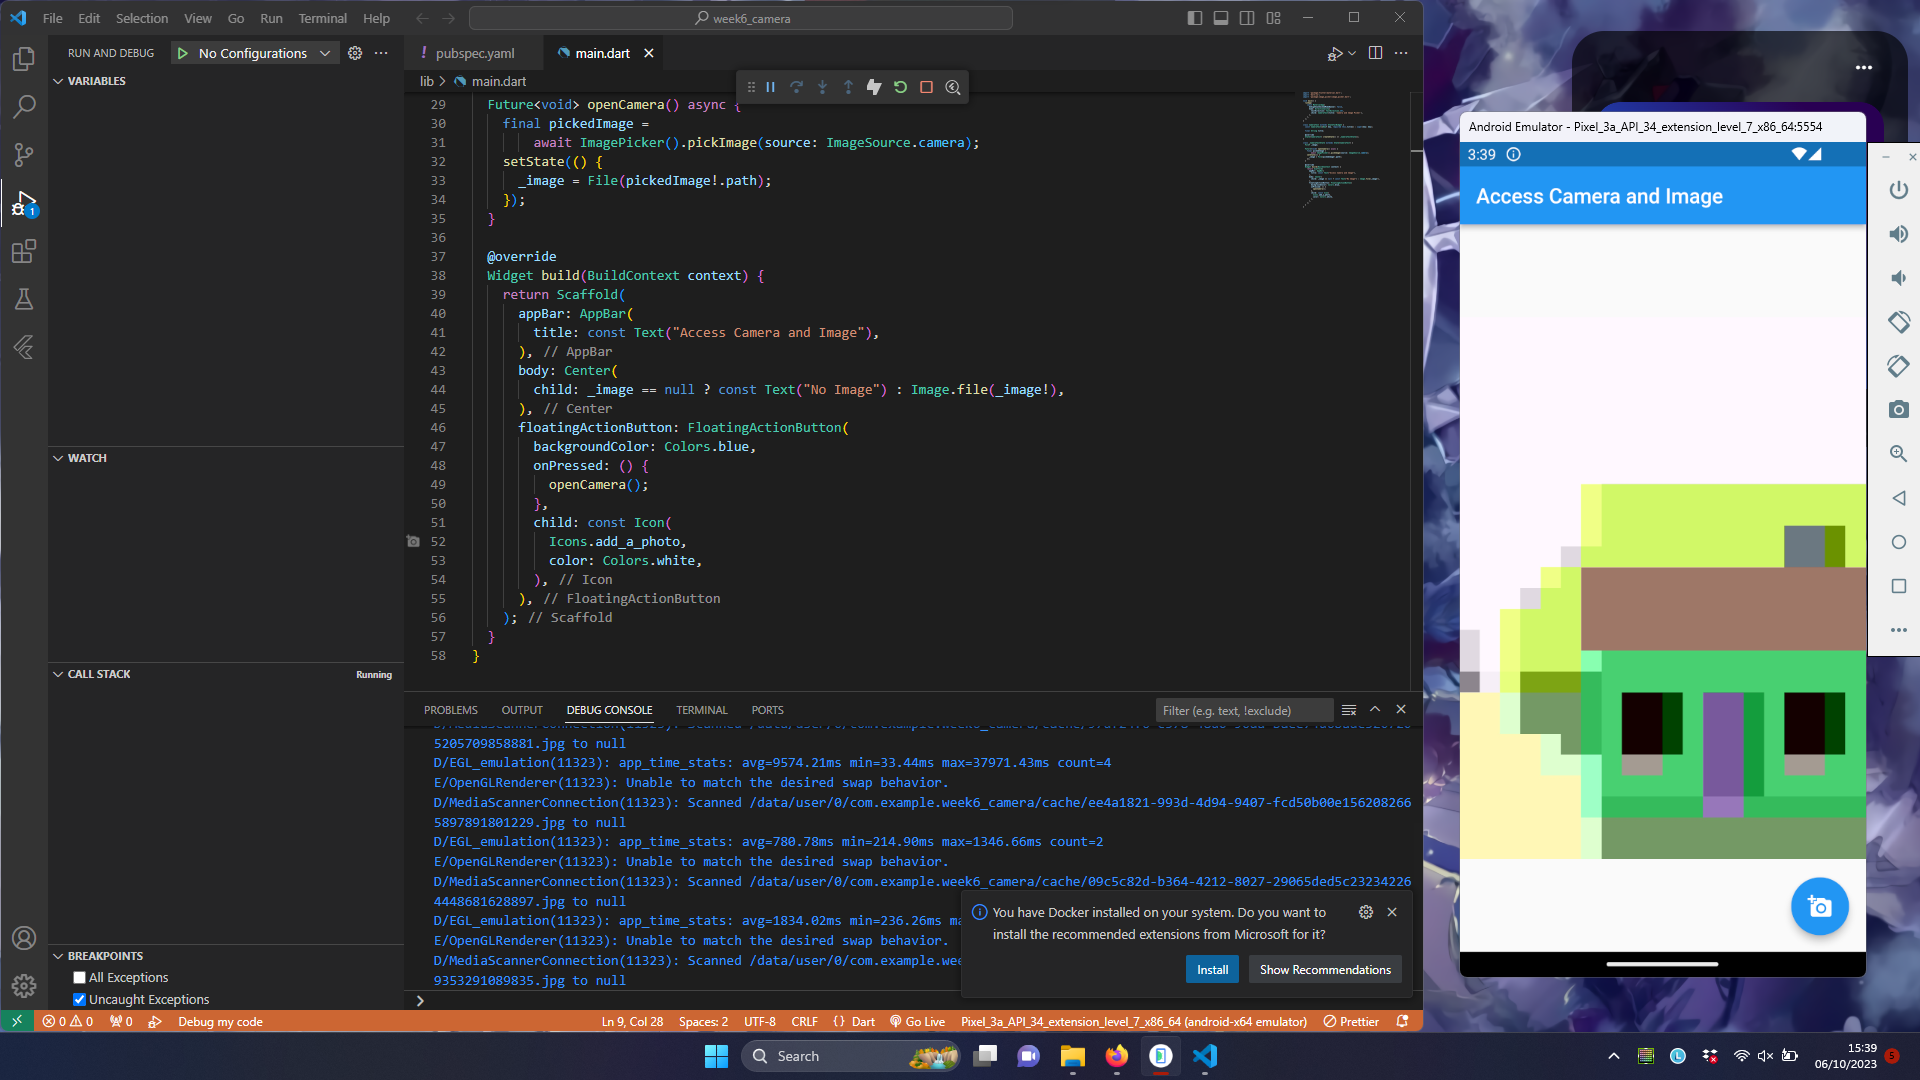 File Edit Selection View Go Run Terminal Help
week6_camera
RUN AND DEBUG
No Configurations
VARIABLES
WATCH
CALL STACK
Running
BREAKPOINTS
All Exceptions
Uncaught Exceptions
1
pubspec.yaml
main.dart
lib > main.dart
29 Future<void> openCamera() async {
30 final pickedImage =
31 await ImagePicker().pickImage(source: ImageSource.camera);
32 setState(() {
33 _image = File(pickedImage!.path);
34 });
35 }
36
37 @override
38 Widget build(BuildContext context) {
39 return Scaffold(
40 appBar: AppBar(
41 title: const Text("Access Camera and Image"),
42 ), // AppBar
43 body: Center(
44 child: _image == null ? const Text("No Image") : Image.file(_image!),
45 ), // Center
46 floatingActionButton: FloatingActionButton(
47 backgroundColor: Colors.blue,
48 onPressed: () {
49 openCamera();
50 },
51 child: const Icon(
52 Icons.add_a_photo,
53 color: Colors.white,
54 ), // Icon
55 ), // FloatingActionButton
56 ); // Scaffold
57 }
58 }
PROBLEMS OUTPUT DEBUG CONSOLE TERMINAL PORTS
Filter (e.g. text, !exclude)
5205709858881.jpg to null
D/EGL_emulation(11323): app_time_stats: avg=9574.21ms min=33.44ms max=37971.43ms count=4
E/OpenGLRenderer(11323): Unable to match the desired swap behavior.
D/MediaScannerConnection(11323): Scanned /data/user/0/com.example.week6_camera/cache/ee4a1821-993d-4d94-9407-fcd50b00e156208266
5897891801229.jpg to null
D/EGL_emulation(11323): app_time_stats: avg=780.78ms min=214.90ms max=1346.66ms count=2
E/OpenGLRenderer(11323): Unable to match the desired swap behavior.
D/MediaScannerConnection(11323): Scanned /data/user/0/com.example.week6_camera/cache/09c5c82d-b364-4212-8027-29065ded5c23234226
4448681628897.jpg to null
D/EGL_emulation(11323): app_time_stats: avg=1834.02ms min=236.26ms ma
E/OpenGLRenderer(11323): Unable to match the desired swap behavior.
D/MediaScannerConnection(11323): Scanned /data/user/0/com.example.wee
9353291089835.jpg to null
You have Docker installed on your system. Do you want to
install the recommended extensions from Microsoft for it?
Install
Show Recommendations
0 0 0 Debug my code
Ln 9, Col 28 Spaces: 2 UTF-8 CRLF {} Dart Go Live Pixel_3a_API_34_extension_level_7_x86_64 (android-x64 emulator) Prettier
Android Emulator - Pixel_3a_API_34_extension_level_7_x86_64:5554
3:39
Access Camera and Image
Search
15:39
06/10/2023
5